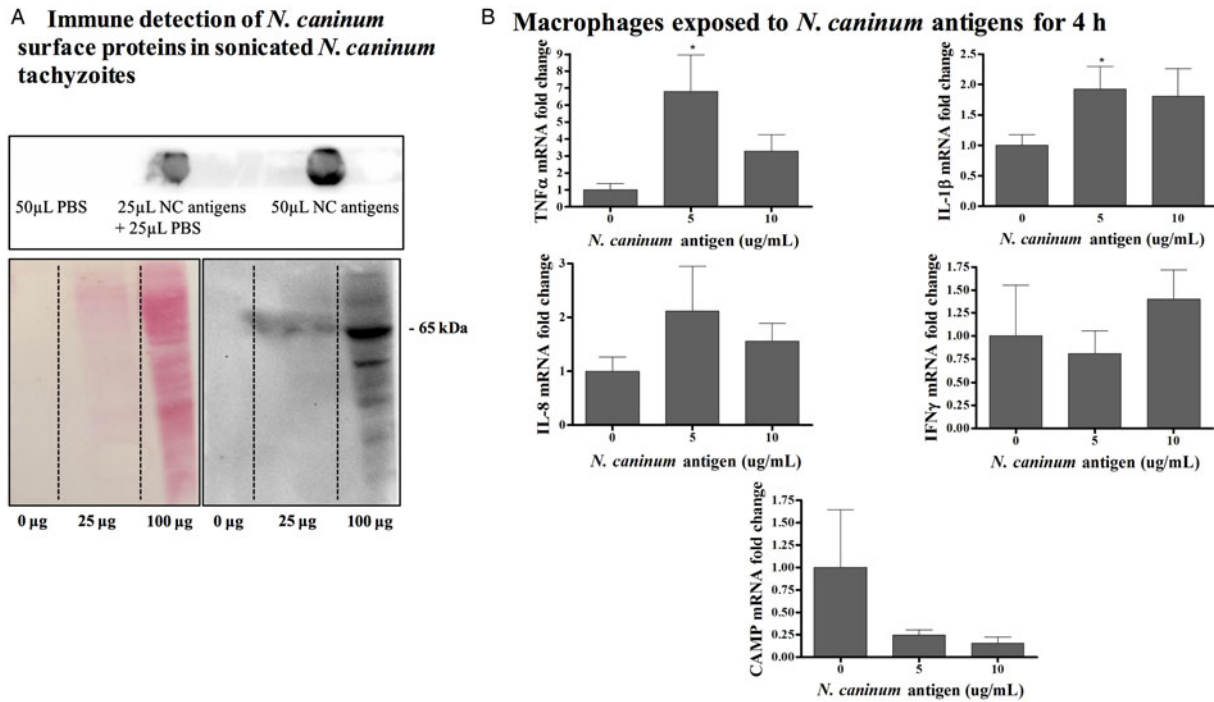 A Immune detection of N. caninum
surface proteins in sonicated N. caninum
tachyzoites
50µL PBS
25µL NC antigens
+ 25µL PBS
50µL NC antigens
- 65 kDa
0 µg 25 µg 100 µg 0 µg 25 µg 100 µg
B Macrophages exposed to N. caninum antigens for 4 h
TNFα mRNA fold change
9
8
7
6
5
4
3
2
1
0
*
0 5 10
N. caninum antigen (ug/mL)
IL-1β mRNA fold change
2.5
2.0
1.5
1.0
0.5
0.0
*
0 5 10
N. caninum antigen (ug/mL)
IL-8 mRNA fold change
3
2
1
0
0 5 10
N. caninum antigen (ug/mL)
IFNγ mRNA fold change
1.75
1.50
1.25
1.00
0.75
0.50
0.25
0.00
0 5 10
N. caninum antigen (ug/mL)
CAMP mRNA fold change
1.75
1.50
1.25
1.00
0.75
0.50
0.25
0.00
0 5 10
N. caninum antigen (ug/mL)